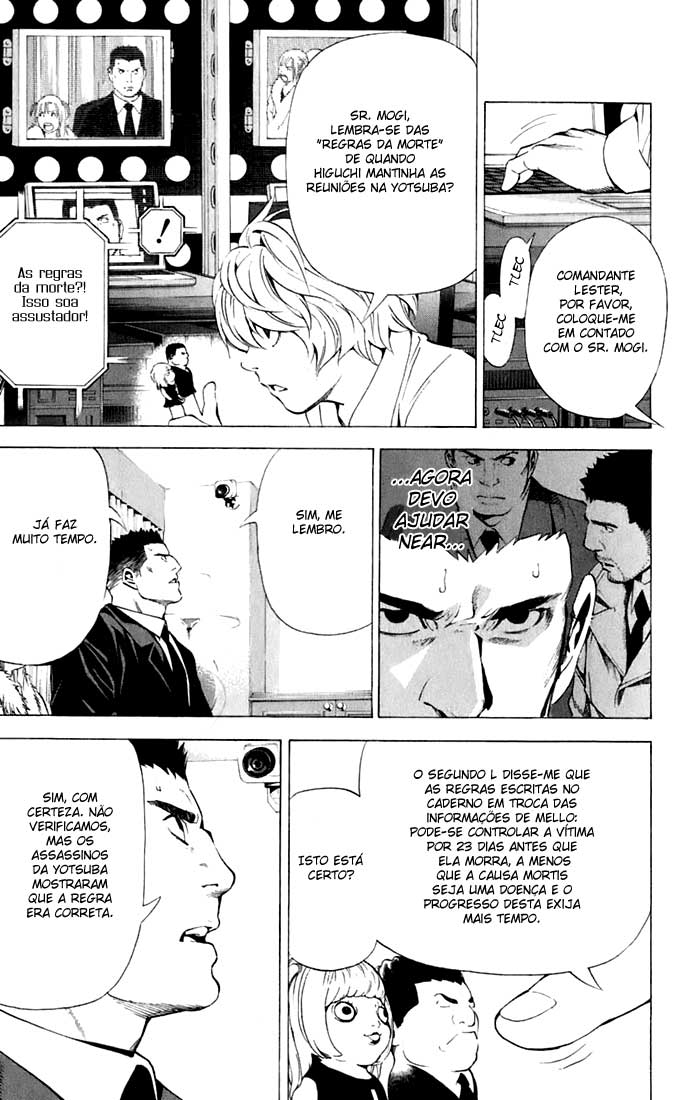 COMANDANTE
LESTER,
POR FAVOR,
COLOQUE-ME
EM CONTADO
COM O SR. MOGI.
TLEC
TLEC
SR. MOGI,
LEMBRA-SE DAS
"REGRAS DA MORTE"
DE QUANDO
HIGUCHI MANTINHA AS
REUNIÕES NA YOTSUBA?
!
As regras
da morte?!
Isso soa
assustador!
...AGORA
DEVO
AJUDAR
NEAR...
SIM, ME
LEMBRO.
JÁ FAZ
MUITO TEMPO.
O SEGUNDO L DISSE-ME QUE
AS REGRAS ESCRITAS NO
CADERNO EM TROCA DAS
INFORMAÇÕES DE MELLO:
PODE-SE CONTROLAR A VÍTIMA
POR 23 DIAS ANTES QUE
ELA MORRA, A MENOS
QUE A CAUSA MORTIS
SEJA UMA DOENÇA E O
PROGRESSO DESTA EXIJA
MAIS TEMPO.
ISTO ESTÁ
CERTO?
SIM, COM
CERTEZA. NÃO
VERIFICAMOS,
MAS OS
ASSASSINOS
DA YOTSUBA
MOSTRARAM
QUE A REGRA
ERA CORRETA.